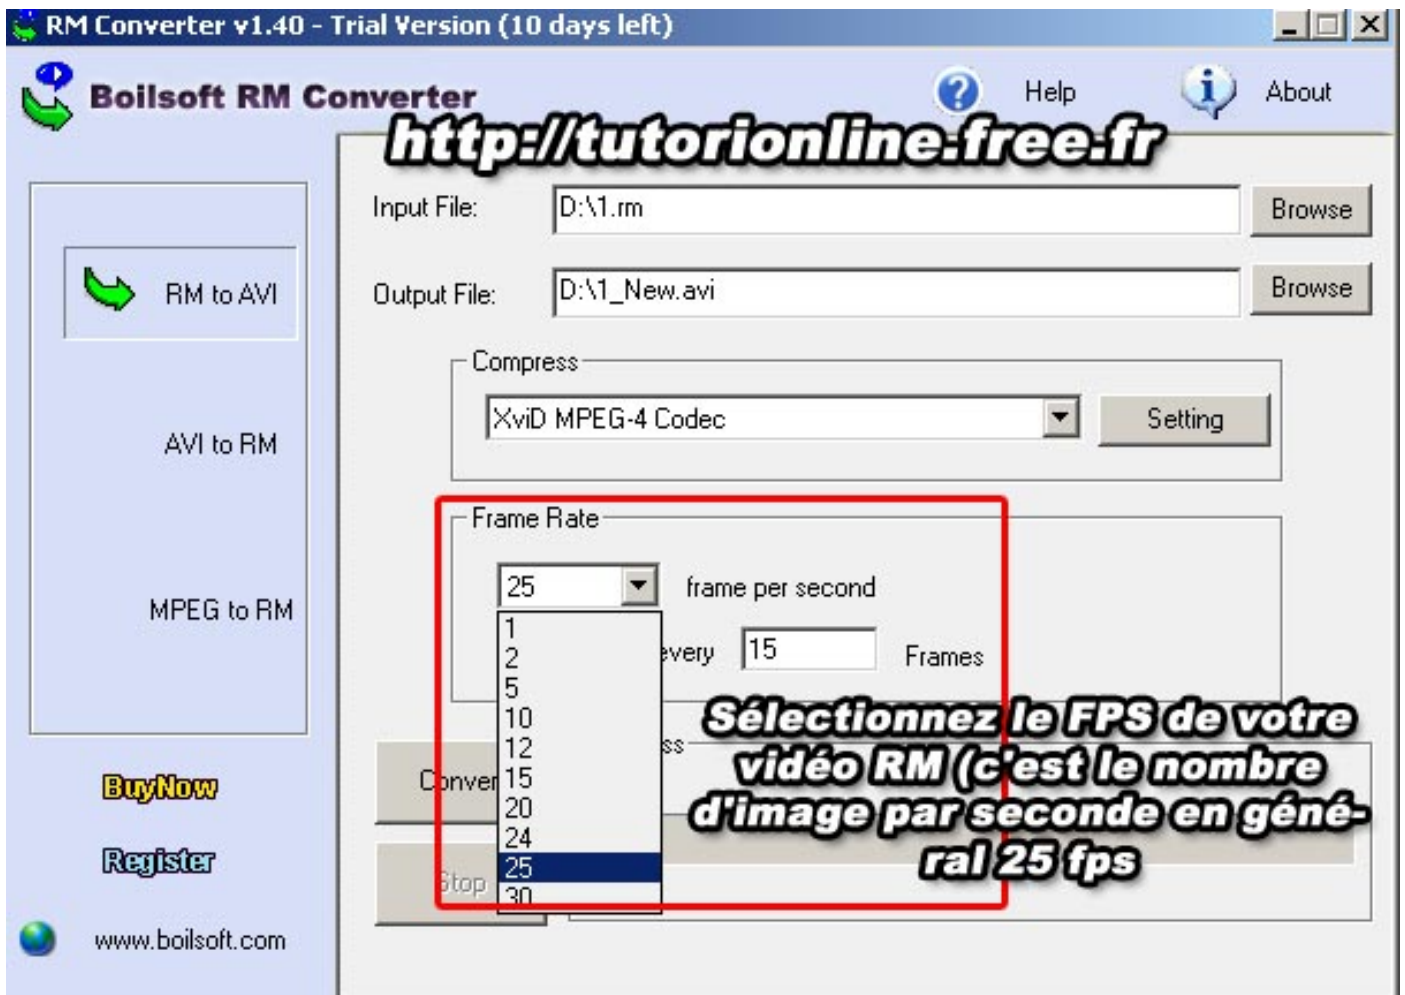 RM Converter v1.40 - Trial Version (10 days left)
Boilsoft RM Converter
Help
About
http://tutorionline.free.fr
Input File:
D:\1.rm
Browse
RM to AVI
Output File:
D:\1_New.avi
Browse
Compress
XviD MPEG-4 Codec
Setting
AVI to RM
Frame Rate
25
frame per second
MPEG to RM
1
2
5
10
12
15
20
24
25
30
every
15
Frames
Sélectionnez le FPS de votre
vidéo RM (c'est le nombre
d'image par seconde en géné-
ral 25 fps
Stop
BuyNow
Register
www.boilsoft.com